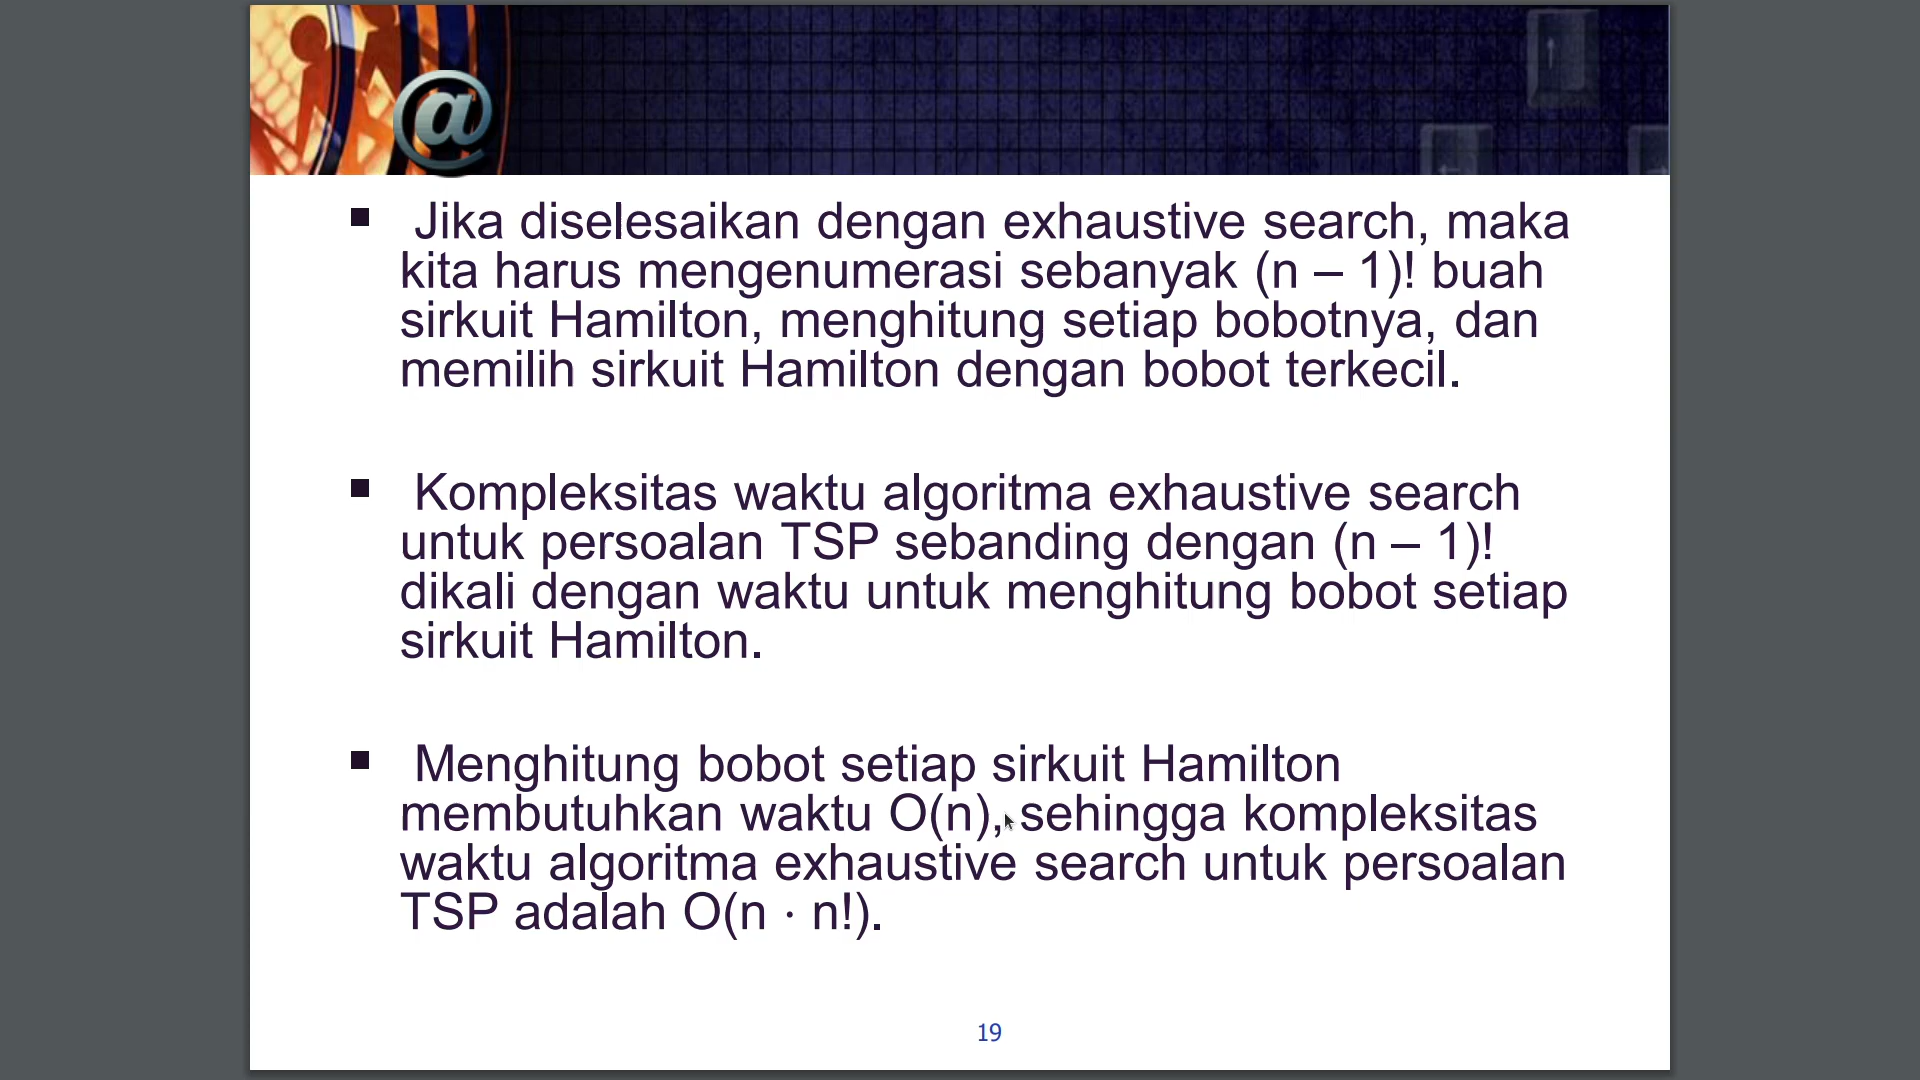 @
▪ Jika diselesaikan dengan exhaustive search, maka
kita harus mengenumerasi sebanyak (n – 1)! buah
sirkuit Hamilton, menghitung setiap bobotnya, dan
memilih sirkuit Hamilton dengan bobot terkecil.
▪ Kompleksitas waktu algoritma exhaustive search
untuk persoalan TSP sebanding dengan (n – 1)!
dikali dengan waktu untuk menghitung bobot setiap
sirkuit Hamilton.
▪ Menghitung bobot setiap sirkuit Hamilton
membutuhkan waktu O(n), sehingga kompleksitas
waktu algoritma exhaustive search untuk persoalan
TSP adalah O(n · n!).
19